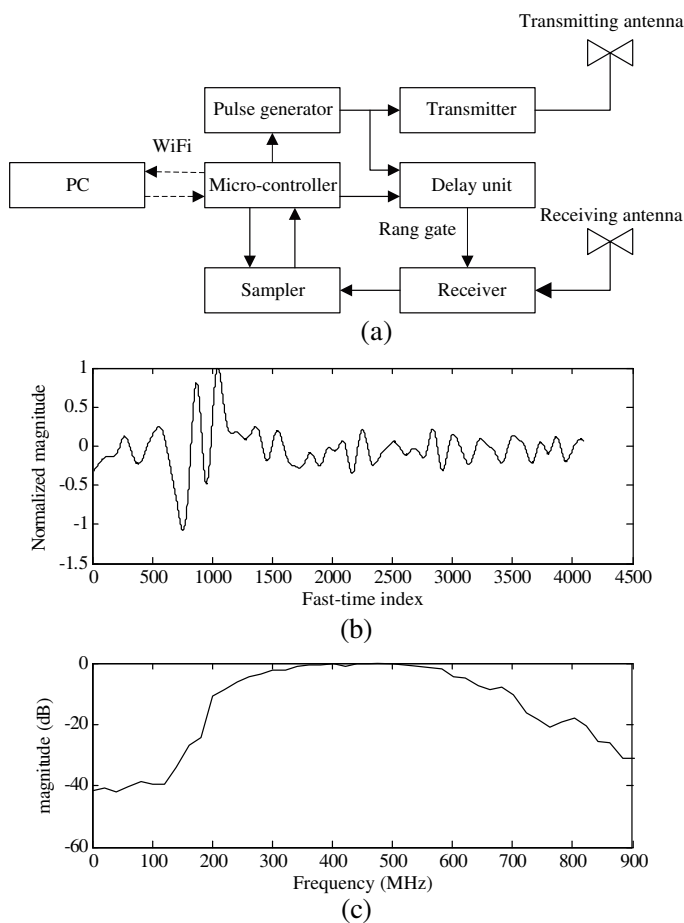 Transmitting antenna
Pulse generator
Transmitter
WiFi
PC
Micro-controller
Delay unit
Rang gate
Receiving antenna
Sampler
Receiver
(a)
1
0.5
0
-0.5
-1
-1.5
Normalized magnitude
0 500 1000 1500 2000 2500 3000 3500 4000 4500
Fast-time index
(b)
0
-20
-40
-60
magnitude (dB)
0 100 200 300 400 500 600 700 800 900
Frequency (MHz)
(c)